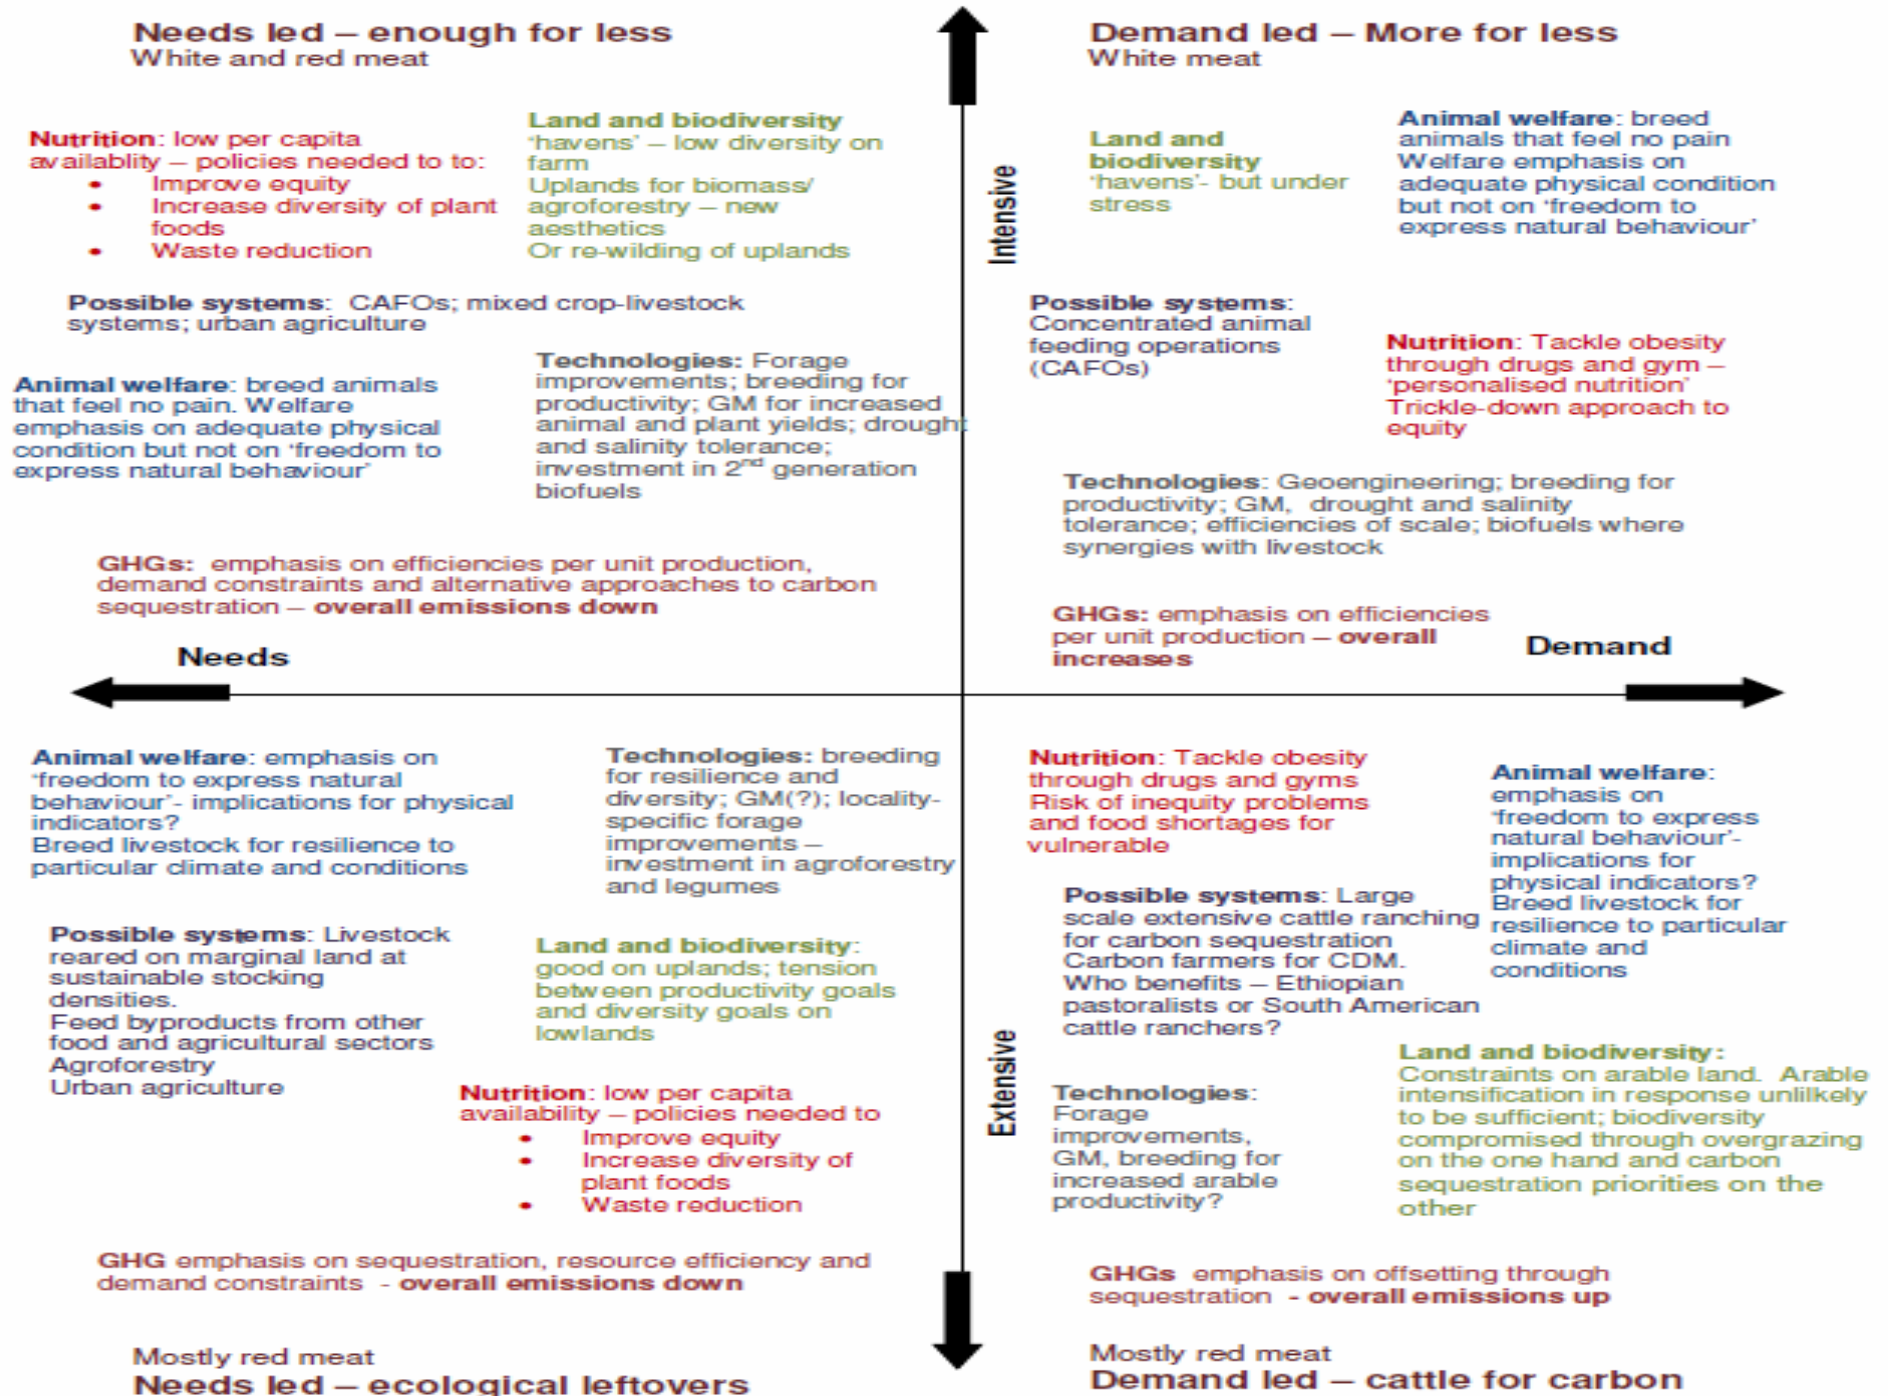 Needs led – enough for less
White and red meat
Nutrition: low per capita
availablity – policies needed to to:
• Improve equity
• Increase diversity of plant
foods
• Waste reduction
Land and biodiversity
‘havens’ – low diversity on
farm
Uplands for biomass/
agroforestry – new
aesthetics
Or re-wilding of uplands
Possible systems: CAFOs; mixed crop-livestock
systems; urban agriculture
Animal welfare: breed animals
that feel no pain. Welfare
emphasis on adequate physical
condition but not on ‘freedom to
express natural behaviour’
Technologies: Forage
improvements; breeding for
productivity; GM for increased
animal and plant yields; drought
and salinity tolerance;
investment in 2nd generation
biofuels
GHGs: emphasis on efficiencies per unit production,
demand constraints and alternative approaches to carbon
sequestration – overall emissions down
Needs
Intensive
Demand led – More for less
White meat
Land and
biodiversity
‘havens’- but under
stress
Animal welfare: breed
animals that feel no pain
Welfare emphasis on
adequate physical condition
but not on ‘freedom to
express natural behaviour’
Possible systems:
Concentrated animal
feeding operations
(CAFOs)
Nutrition: Tackle obesity
through drugs and gym –
‘personalised nutrition’
Trickle-down approach to
equity
Technologies: Geoengineering; breeding for
productivity; GM, drought and salinity
tolerance; efficiencies of scale; biofuels where
synergies with livestock
GHGs: emphasis on efficiencies
per unit production – overall
increases
Demand
Animal welfare: emphasis on
‘freedom to express natural
behaviour’- implications for physical
indicators?
Breed livestock for resilience to
particular climate and conditions
Technologies: breeding
for resilience and
diversity; GM(?); locality-
specific forage
improvements –
investment in agroforestry
and legumes
Possible systems: Livestock
reared on marginal land at
sustainable stocking
densities.
Feed byproducts from other
food and agricultural sectors
Agroforestry
Urban agriculture
Land and biodiversity:
good on uplands; tension
between productivity goals
and diversity goals on
lowlands
Nutrition: low per capita
availability – policies needed to
• Improve equity
• Increase diversity of
plant foods
• Waste reduction
GHG emphasis on sequestration, resource efficiency and
demand constraints - overall emissions down
Mostly red meat
Needs led – ecological leftovers
Extensive
Nutrition: Tackle obesity
through drugs and gyms
Risk of inequity problems
and food shortages for
vulnerable
Animal welfare:
emphasis on
‘freedom to express
natural behaviour’-
implications for
physical indicators?
Breed livestock for
resilience to particular
climate and
conditions
Possible systems: Large
scale extensive cattle ranching
for carbon sequestration
Carbon farmers for CDM.
Who benefits – Ethiopian
pastoralists or South American
cattle ranchers?
Technologies:
Forage
improvements,
GM, breeding for
increased arable
productivity?
Land and biodiversity:
Constraints on arable land. Arable
intensification in response unlilkely
to be sufficient; biodiversity
compromised through overgrazing
on the one hand and carbon
sequestration priorities on the
other
GHGs emphasis on offsetting through
sequestration - overall emissions up
Mostly red meat
Demand led – cattle for carbon